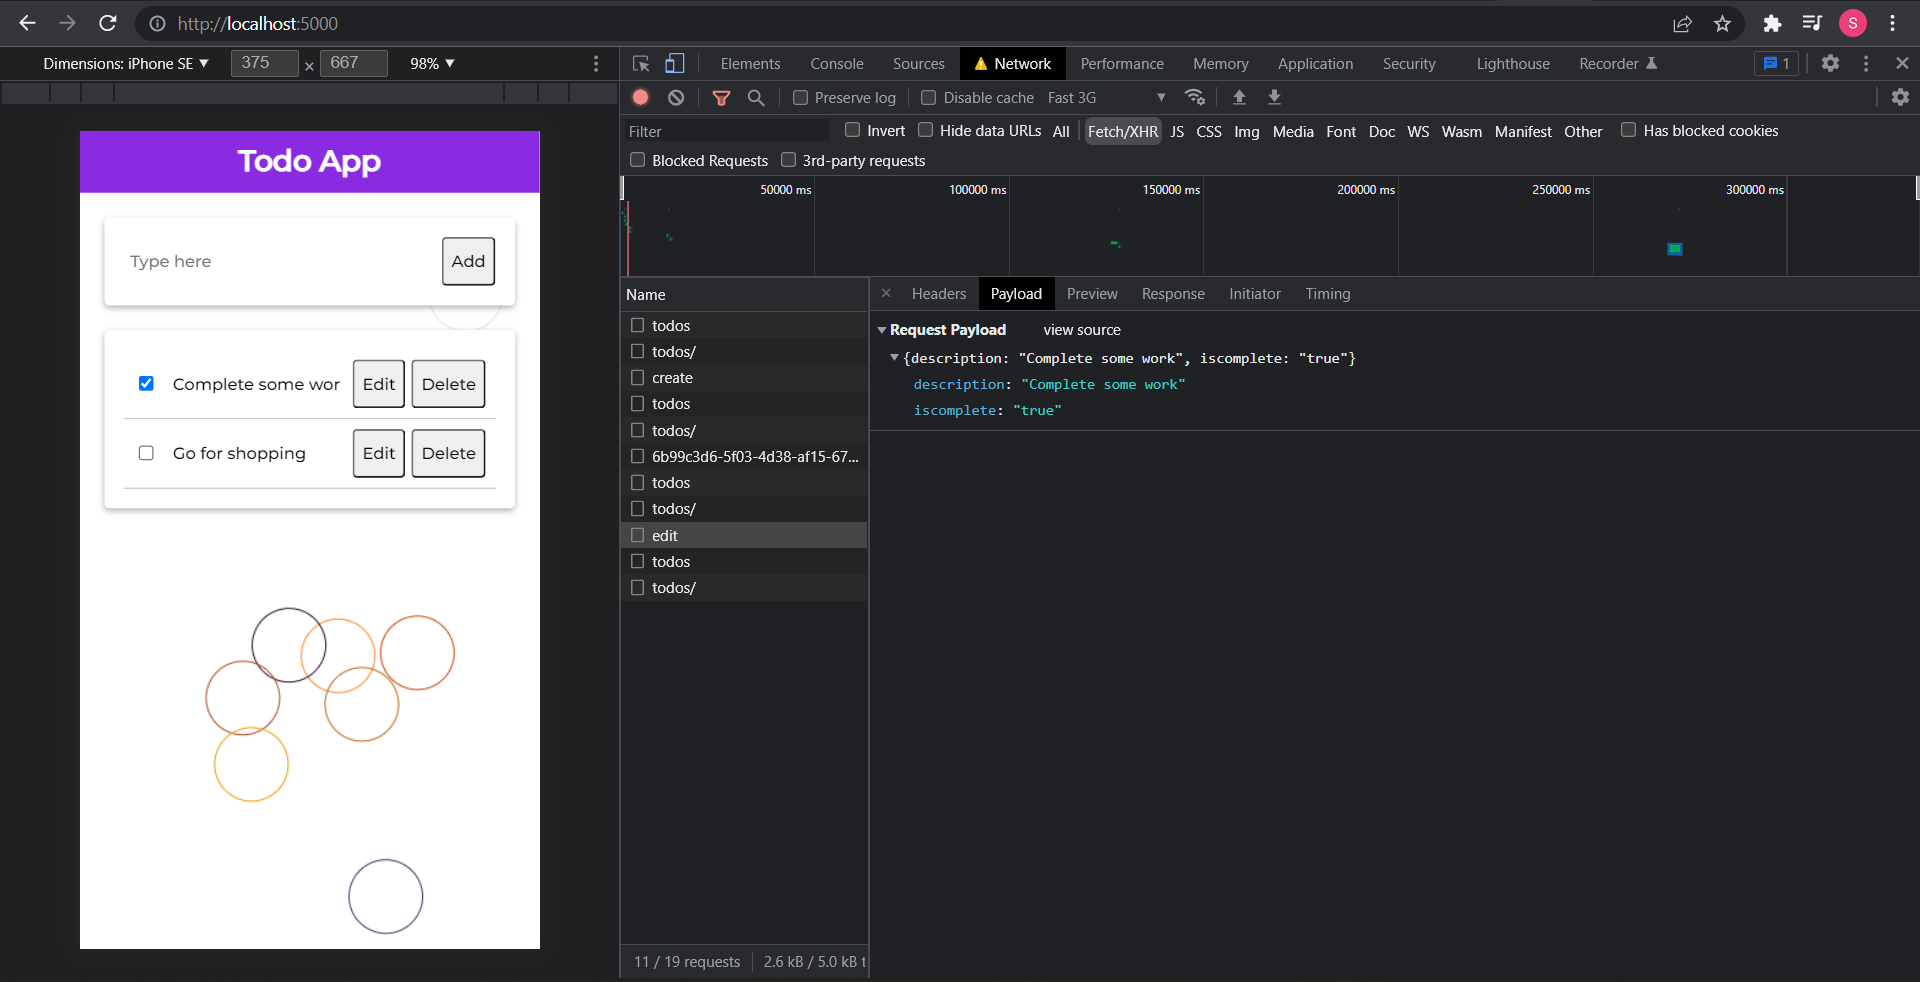 http://localhost:5000
S
Dimensions: iPhone SE ▼ 375 × 667 98% ▼
Elements Console Sources Network Performance Memory Application Security Lighthouse Recorder 1
Preserve log Disable cache Fast 3G ▼
Filter Invert Hide data URLs All Fetch/XHR JS CSS Img Media Font Doc WS Wasm Manifest Other Has blocked cookies
Blocked Requests 3rd-party requests
50000 ms 100000 ms 150000 ms 200000 ms 250000 ms 300000 ms
Todo App
Type here Add
Complete some wor Edit Delete
Go for shopping Edit Delete
Name
todos
todos/
create
todos
todos/
6b99c3d6-5f03-4d38-af15-67...
todos
todos/
edit
todos
todos/
11 / 19 requests 2.6 kB / 5.0 kB t
× Headers Payload Preview Response Initiator Timing
Request Payload view source
{description: "Complete some work", iscomplete: "true"}
description: "Complete some work"
iscomplete: "true"